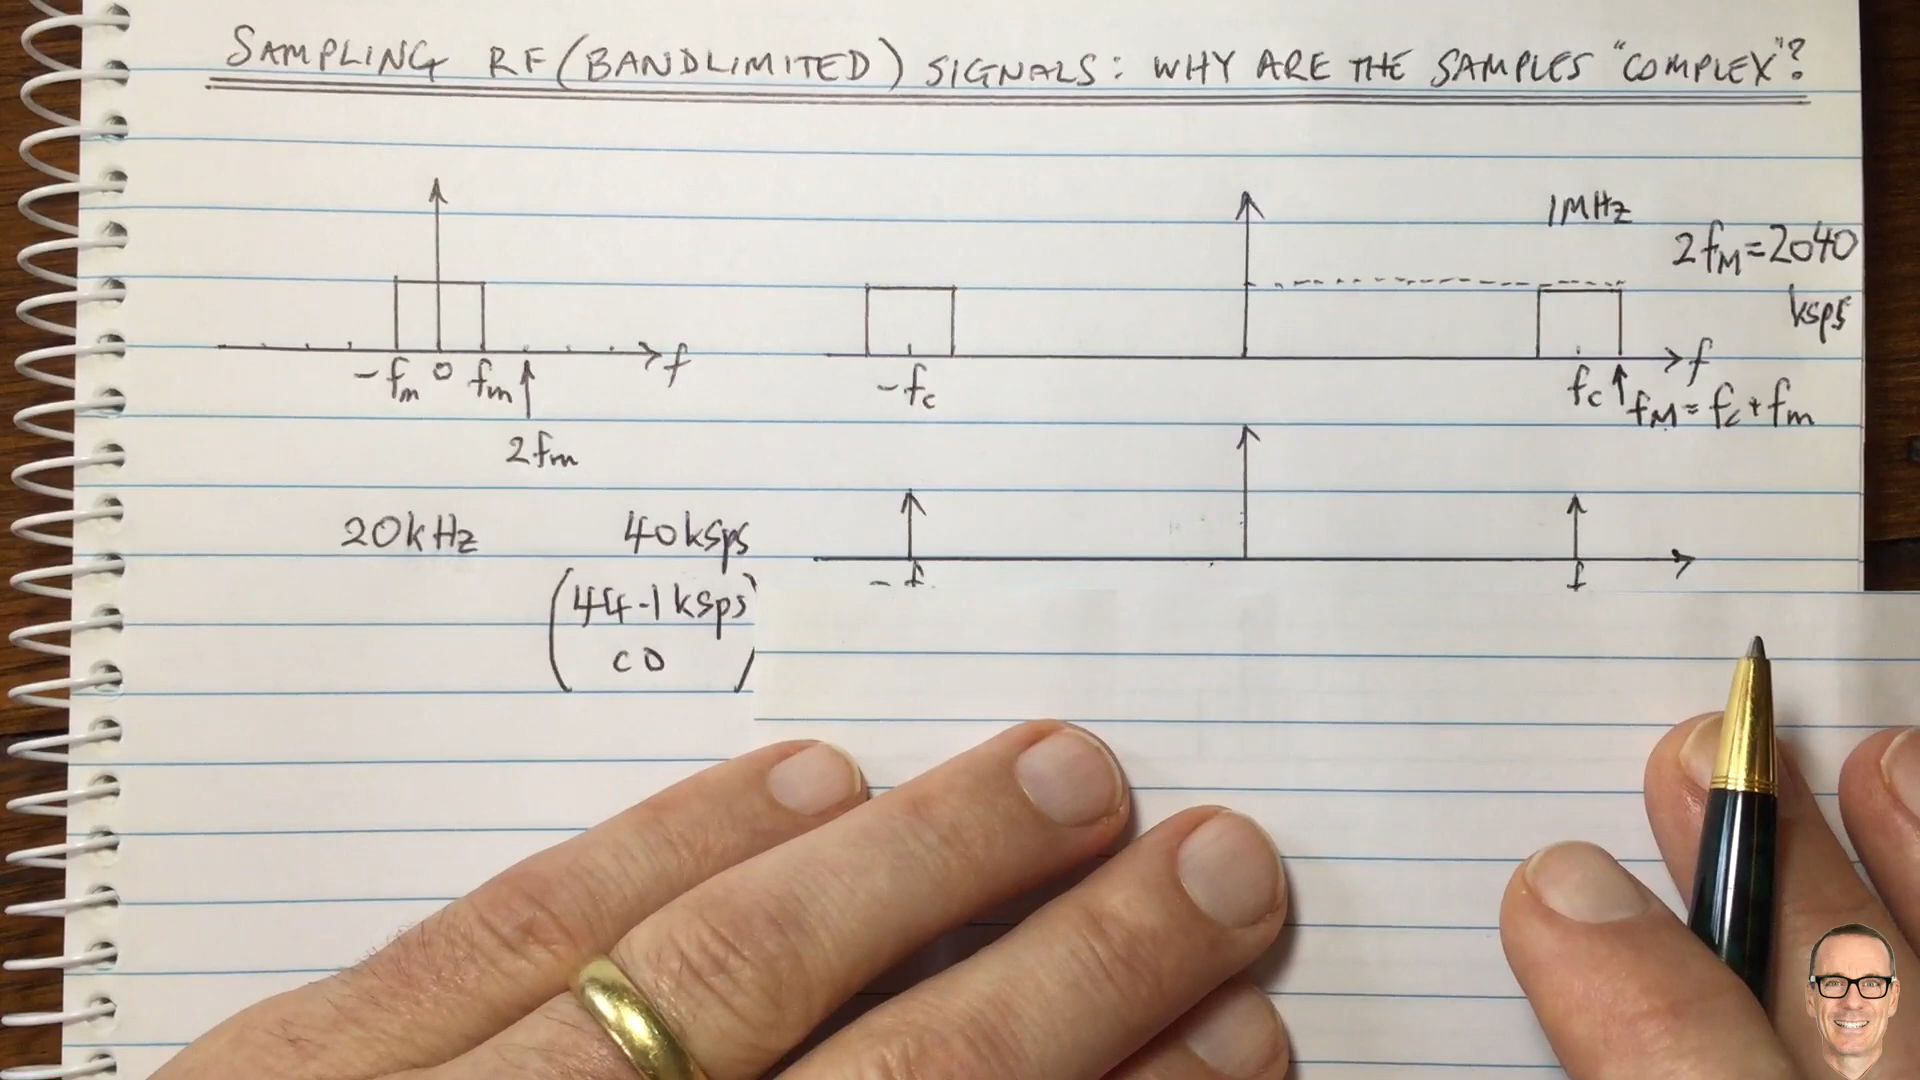 SAMPLING RF (BANDLIMITED) SIGNALS: WHY ARE THE SAMPLES "COMPLEX"?
1MHz
2fM=2040
ksps
-fm 0 fm f
2fm
-fc
fc f
fM = fc + fm
20kHz 40ksps
(44.1ksps
CD)